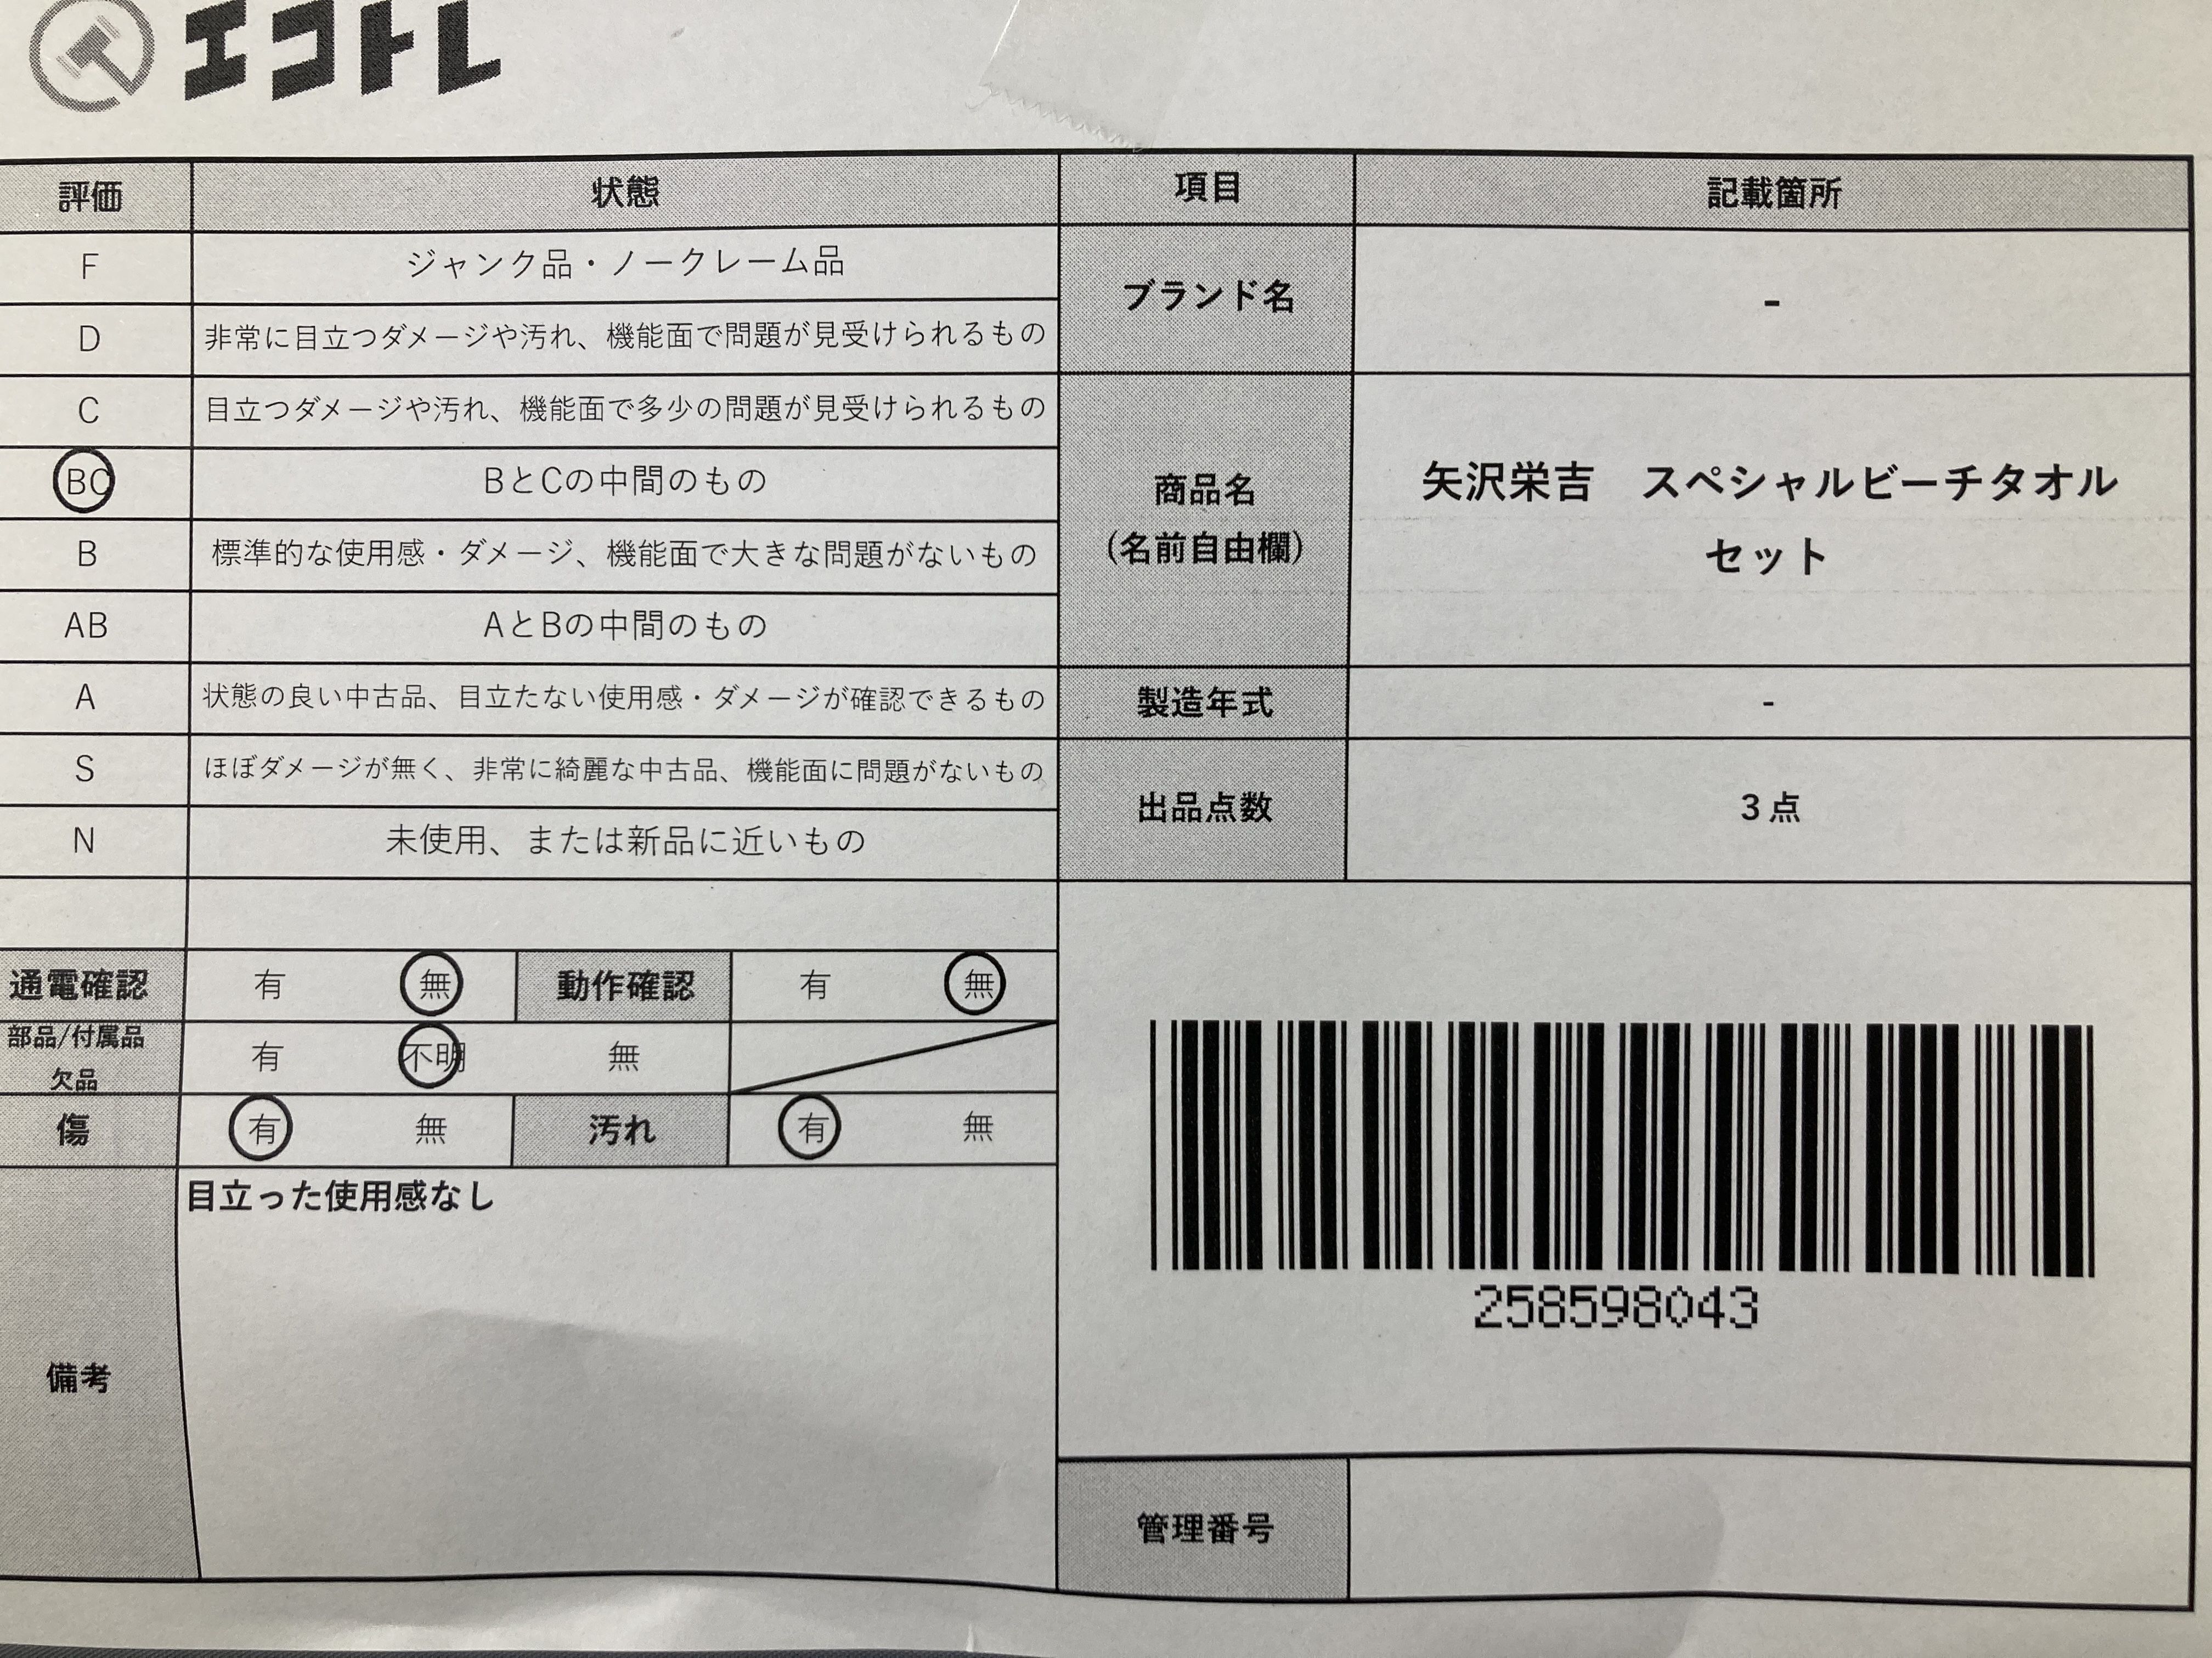 エコトレ
評価 状態 項目 記載箇所
F ジャンク品・ノークレーム品
D 非常に目立つダメージや汚れ、機能面で問題が見受けられるもの
ブランド名 -
C 目立つダメージや汚れ、機能面で多少の問題が見受けられるもの
BC BとCの中間のもの
B 標準的な使用感・ダメージ、機能面で大きな問題がないもの
AB AとBの中間のもの
商品名
(名前自由欄)
矢沢栄吉　スペシャルビーチタオル
セット
A 状態の良い中古品、目立たない使用感・ダメージが確認できるもの
製造年式 -
S ほぼダメージが無く、非常に綺麗な中古品、機能面に問題がないもの
N 未使用、または新品に近いもの
出品点数 3点
通電確認 有 無 動作確認 有 無
部品/付属品
欠品
有 不明 無
傷 有 無 汚れ 有 無
備考
目立った使用感なし
258598043
管理番号